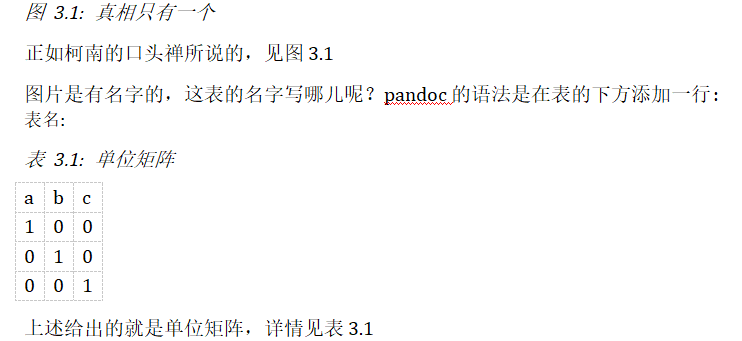 图 3.1: 真相只有一个
正如柯南的口头禅所说的，见图 3.1
图片是有名字的，这表的名字写哪儿呢？pandoc 的语法是在表的下方添加一行：
表名:
表 3.1: 单位矩阵
a b c
1 0 0
0 1 0
0 0 1
上述给出的就是单位矩阵，详情见表 3.1